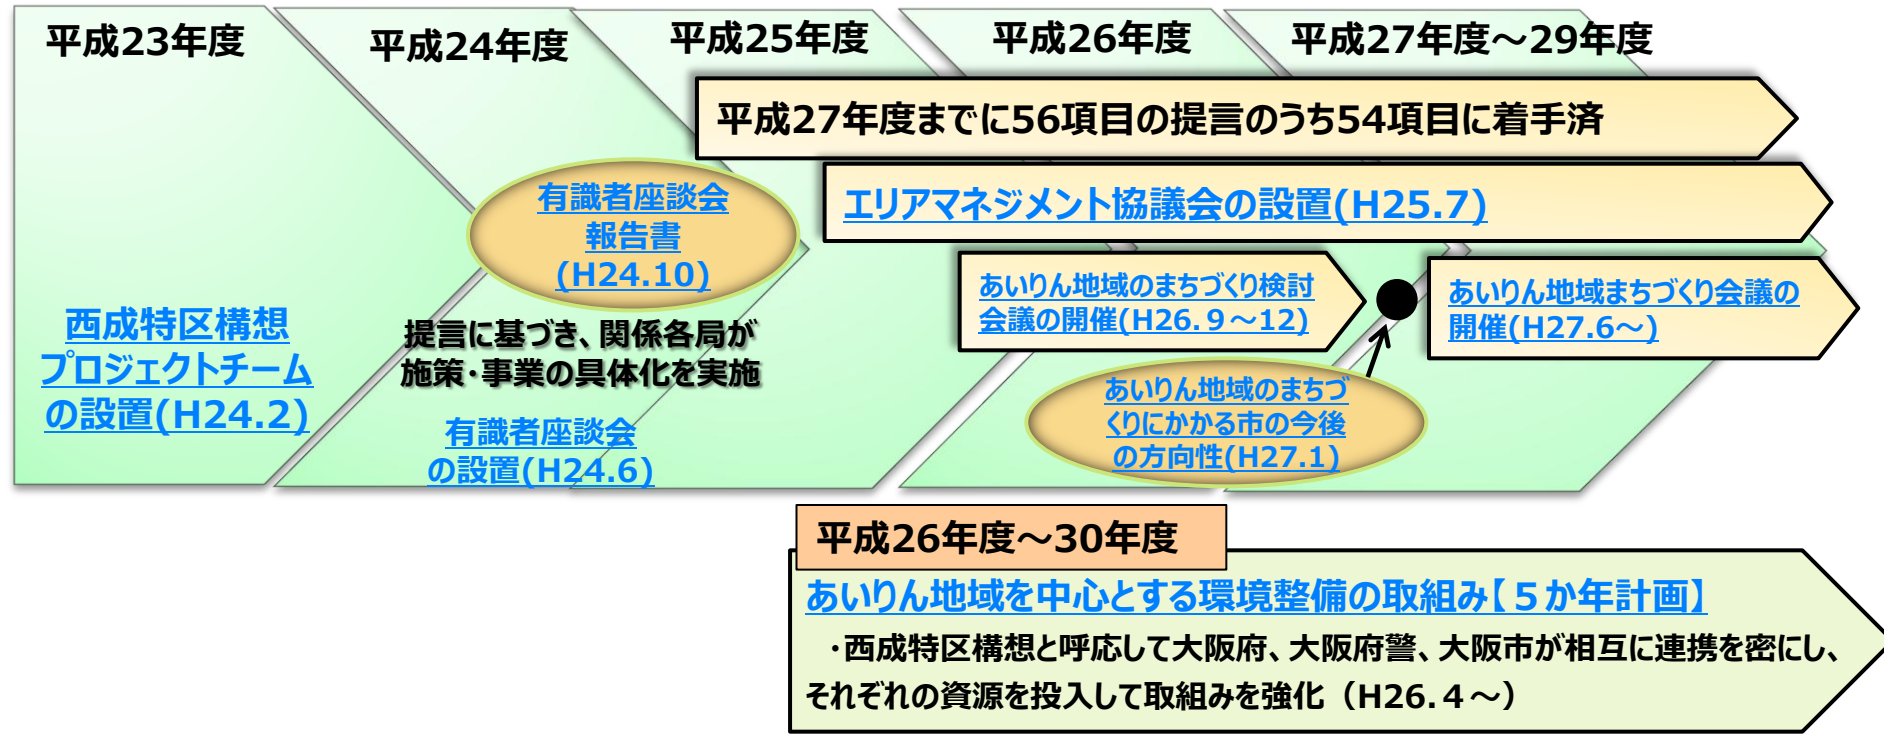 平成23年度
平成24年度
平成25年度
平成26年度
平成27年度～29年度
平成27年度までに56項目の提言のうち54項目に着手済
エリアマネジメント協議会の設置(H25.7)
有識者座談会
報告書
(H24.10)
あいりん地域のまちづくり検討
会議の開催(H26.９～12)
あいりん地域まちづくり会議の
開催(H27.6～)
西成特区構想
プロジェクトチーム
の設置(H24.2)
提言に基づき、関係各局が
施策・事業の具体化を実施
有識者座談会
の設置(H24.6)
あいりん地域のまちづ
くりにかかる市の今後
の方向性(H27.1)
平成26年度～30年度
あいりん地域を中心とする環境整備の取組み【５か年計画】
・西成特区構想と呼応して大阪府、大阪府警、大阪市が相互に連携を密にし、
それぞれの資源を投入して取組みを強化（H26.４～）